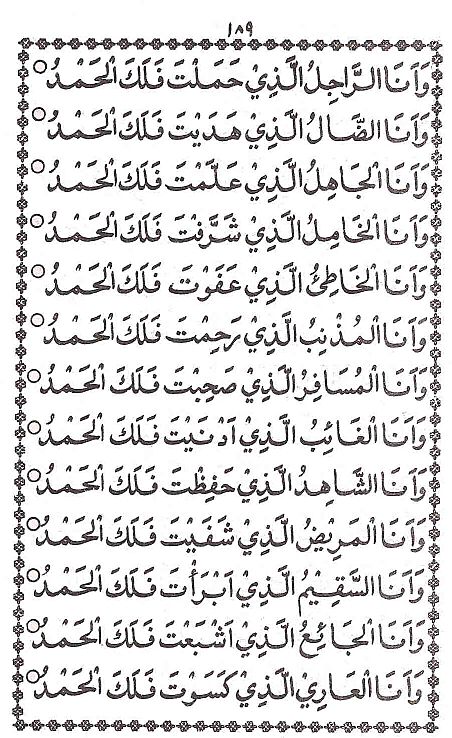 ١٨٩
وَاَنَا الرَّاجِلُ الَّذِيْ حَمَلْتَ فَلَكَ الْحَمْدُ ○
وَاَنَا الضَّالُ الَّذِيْ هَدَيْتَ فَلَكَ الْحَمْدُ ○
وَاَنَا الْجَاهِلُ الَّذِيْ عَلَّمْتَ فَلَكَ الْحَمْدُ ○
وَاَنَا الْخَامِلُ الَّذِيْ شَرَّفْتَ فَلَكَ الْحَمْدُ ○
وَاَنَا الْخَاطِئُ الَّذِيْ عَفَوْتَ فَلَكَ الْحَمْدُ ○
وَاَنَا الْمُذْنِبُ الَّذِيْ رَحِمْتَ فَلَكَ الْحَمْدُ ○
وَاَنَا الْمُسَافِرُ الَّذِيْ صَحِبْتَ فَلَكَ الْحَمْدُ ○
وَاَنَا الْغَائِبُ الَّذِيْ اَدْنَيْتَ فَلَكَ الْحَمْدُ ○
وَاَنَا الشَّاهِدُ الَّذِيْ حَفِظْتَ فَلَكَ الْحَمْدُ ○
وَاَنَا الْمَرِيْضُ الَّذِيْ شَفَيْتَ فَلَكَ الْحَمْدُ ○
وَاَنَا السَّقِيْمُ الَّذِيْ اَبْرَأْتَ فَلَكَ الْحَمْدُ ○
وَاَنَا الْجَائِعُ الَّذِيْ اَشْبَعْتَ فَلَكَ الْحَمْدُ ○
وَاَنَا الْعَارِيْ الَّذِيْ كَسَوْتَ فَلَكَ الْحَمْدُ ○